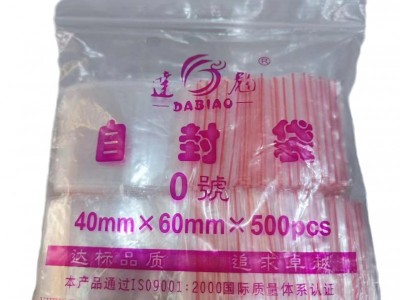 達彪®
DABIAO
自封袋
0號
40mm×60mm×500pcs
达标品质 追求卓越
本产品通过ISO9001:2000国际质量体系认证